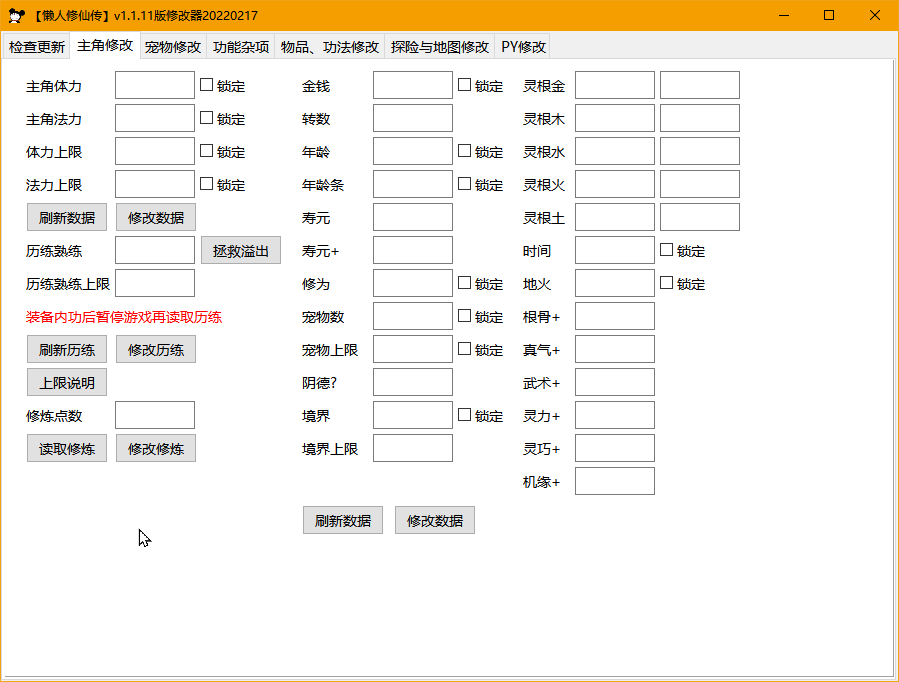 【懒人修仙传】v1.1.11版修改器20220217
检查更新 主角修改 宠物修改 功能杂项 物品、功法修改 探险与地图修改 PY修改
主角体力 锁定 金钱 锁定 灵根金
主角法力 锁定 转数 灵根木
体力上限 锁定 年龄 锁定 灵根水
法力上限 锁定 年龄条 锁定 灵根火
刷新数据 修改数据 寿元 灵根土
历练熟练 拯救溢出 寿元+ 时间 锁定
历练熟练上限 修为 锁定 地火 锁定
装备内功后暂停游戏再读取历练 宠物数 锁定 根骨+
刷新历练 修改历练 宠物上限 锁定 真气+
上限说明 阴德? 武术+
修炼点数 境界 锁定 灵力+
读取修炼 修改修炼 境界上限 灵巧+
机缘+
刷新数据 修改数据